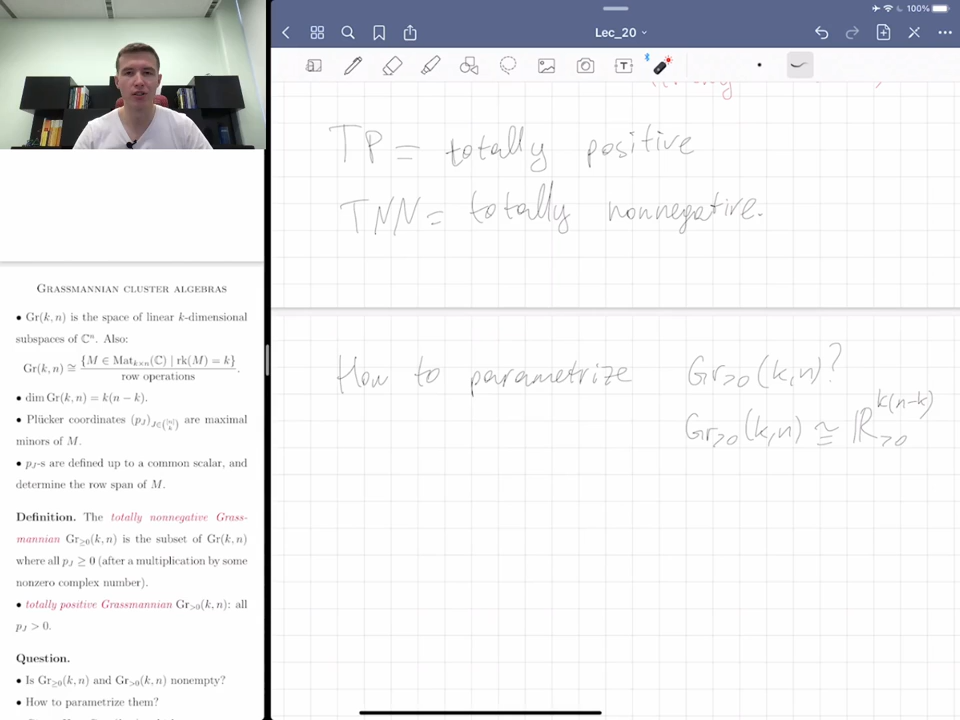 100%
Lec_20
TP = totally positive
TNN = totally nonnegative.
How to parametrize Gr>0(k,n)?
Gr>0(k,n) ≅ ℝ>0^k(n-k)
GRASSMANNIAN CLUSTER ALGEBRAS
• Gr(k, n) is the space of linear k-dimensional
subspaces of ℂⁿ. Also:
Gr(k, n) ≅ {M ∈ Mat_{k×n}(ℂ) | rk(M) = k} / row operations.
• dim Gr(k, n) = k(n − k).
• Plücker coordinates (p_J)_{J∈([n] k)} are maximal
minors of M.
• p_J-s are defined up to a common scalar, and
determine the row span of M.
Definition. The totally nonnegative Grass-
mannian Gr≥0(k, n) is the subset of Gr(k, n)
where all p_J ≥ 0 (after a multiplication by some
nonzero complex number).
• totally positive Grassmannian Gr>0(k, n): all
p_J > 0.
Question.
• Is Gr≥0(k, n) and Gr>0(k, n) nonempty?
• How to parametrize them?